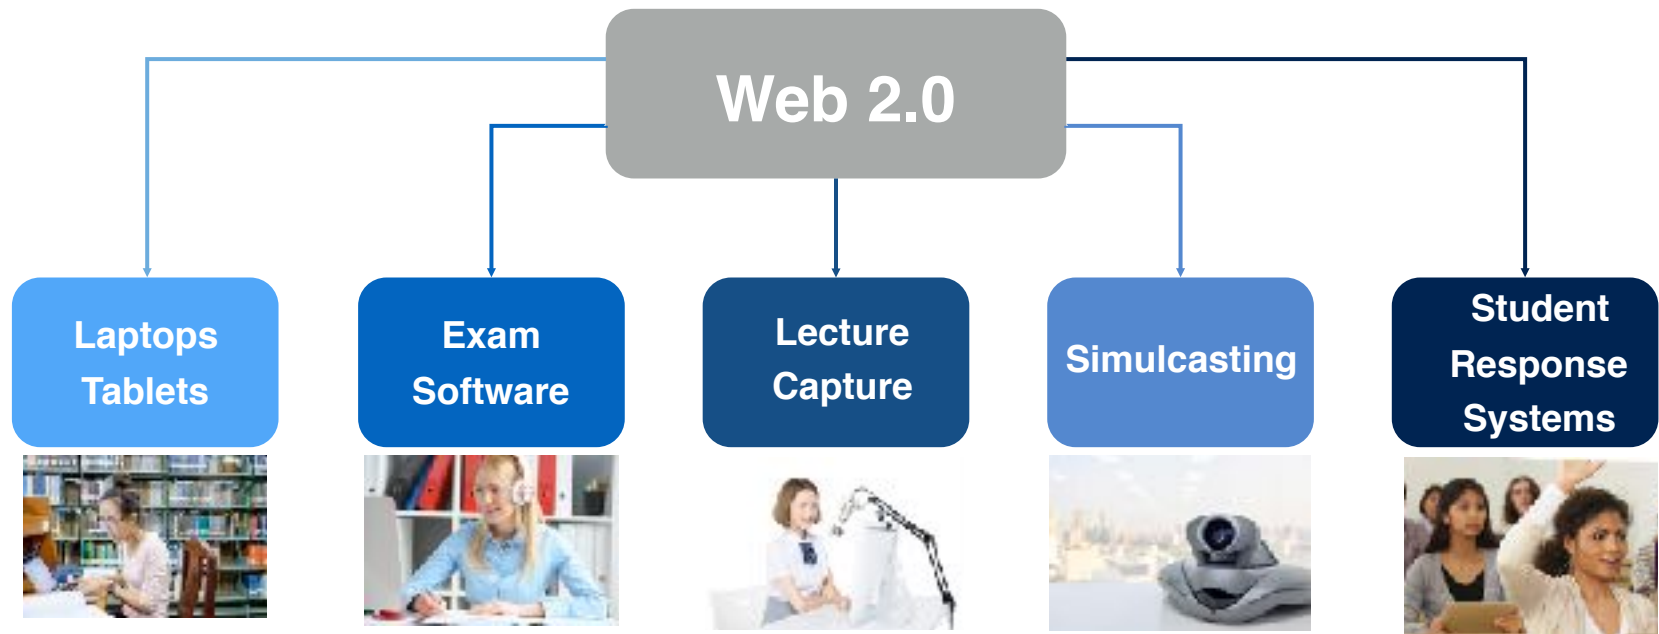 Web 2.0
Laptops
Tablets
Exam
Software
Lecture
Capture
Simulcasting
Student
Response
Systems